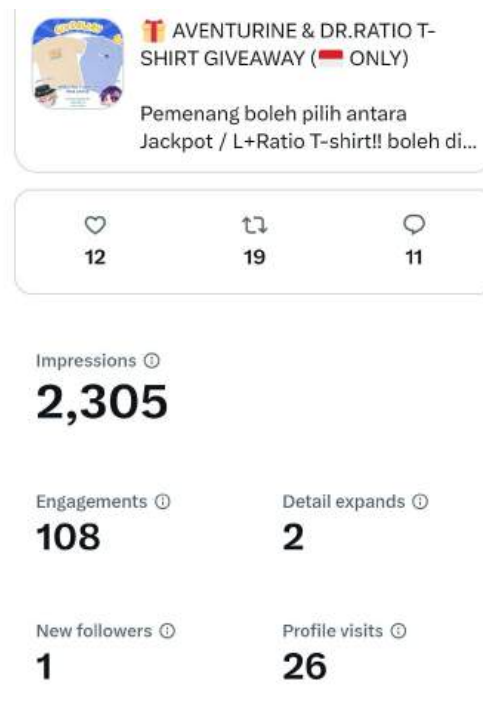 GIVEAWAY
🎁 AVENTURINE & DR.RATIO T-
SHIRT GIVEAWAY (🇮🇩 ONLY)
Pemenang boleh pilih antara
Jackpot / L+Ratio T-shirt!! boleh di...
12
19
11
Impressions
2,305
Engagements
108
Detail expands
2
New followers
1
Profile visits
26